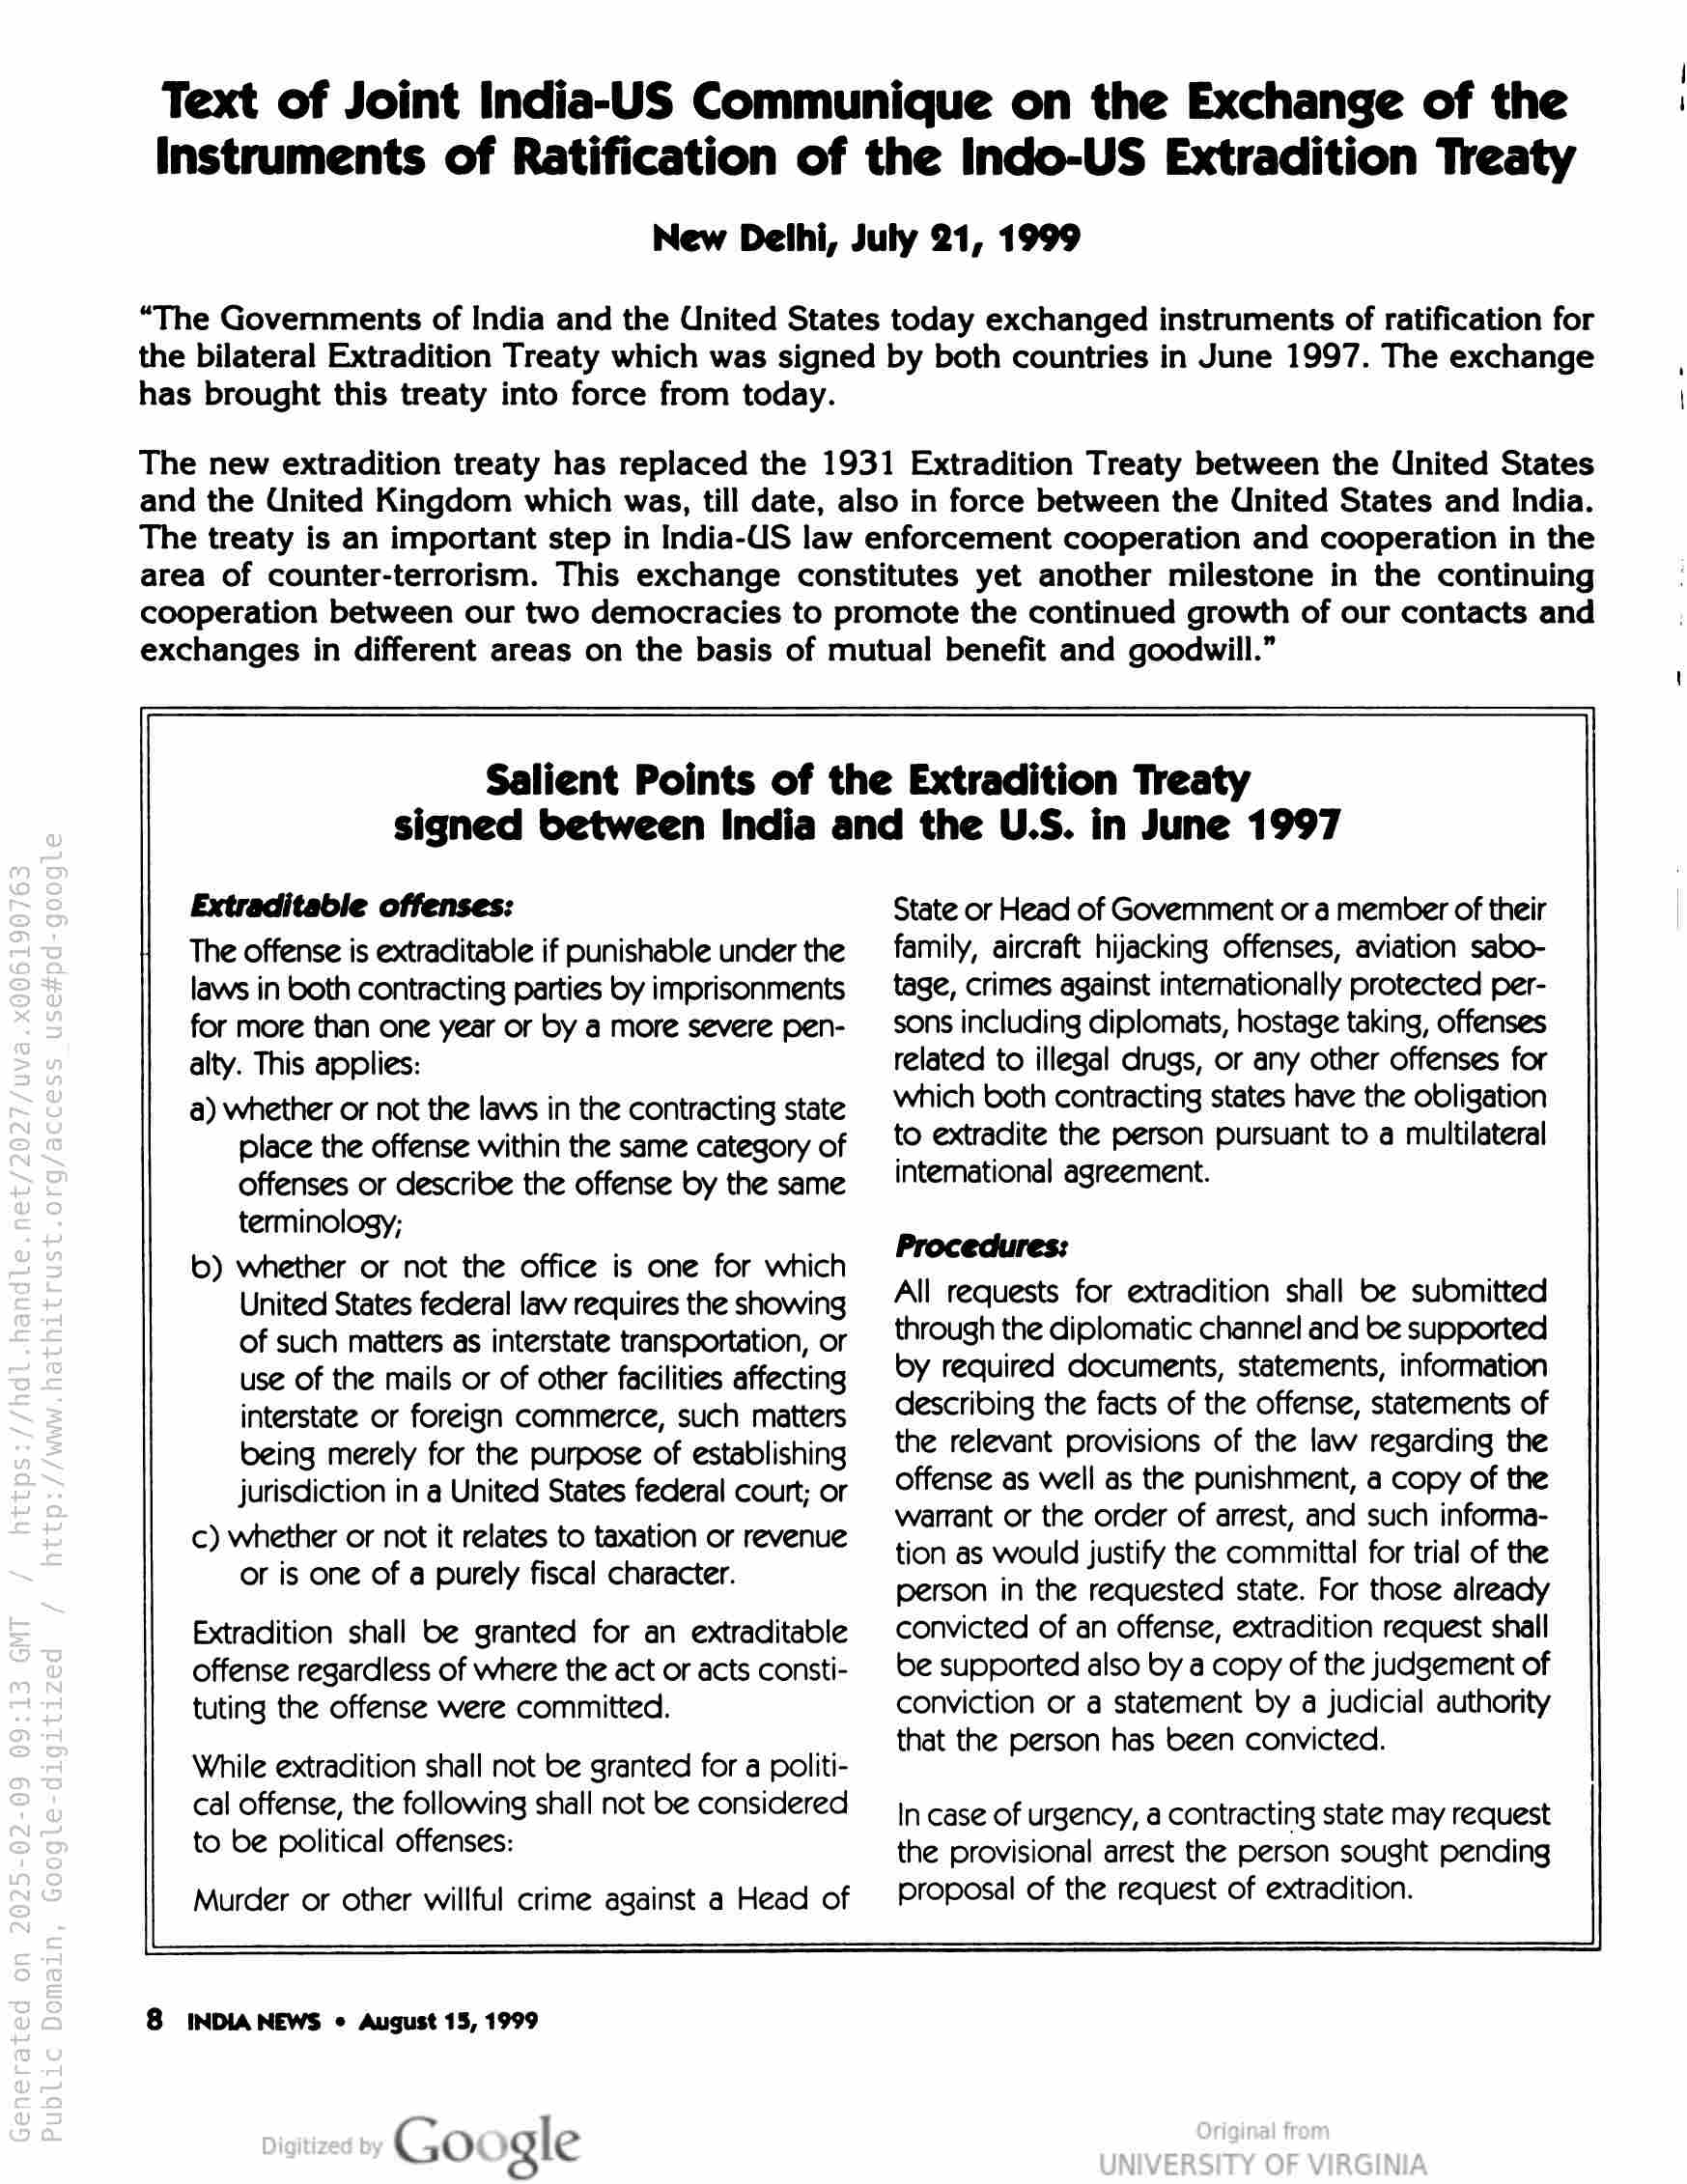 Text of Joint India-US Communique on the Exchange of the
Instruments of Ratification of the Indo-US Extradition Treaty
New Delhi, July 21, 1999
“The Governments of India and the United States today exchanged instruments of ratification for
the bilateral Extradition Treaty which was signed by both countries in June 1997. The exchange
has brought this treaty into force from today.
The new extradition treaty has replaced the 1931 Extradition Treaty between the United States
and the United Kingdom which was, till date, also in force between the United States and India.
The treaty is an important step in India-US law enforcement cooperation and cooperation in the
area of counter-terrorism. This exchange constitutes yet another milestone in the continuing
cooperation between our two democracies to promote the continued growth of our contacts and
exchanges in different areas on the basis of mutual benefit and goodwill.”
Salient Points of the Extradition Treaty
signed between India and the U.S. in June 1997
Extraditable offenses:
The offense is extraditable if punishable under the
laws in both contracting parties by imprisonments
for more than one year or by a more severe pen-
alty. This applies:
a) whether or not the laws in the contracting state
place the offense within the same category of
offenses or describe the offense by the same
terminology;
b) whether or not the office is one for which
United States federal law requires the showing
of such matters as interstate transportation, or
use of the mails or of other facilities affecting
interstate or foreign commerce, such matters
being merely for the purpose of establishing
jurisdiction in a United States federal court; or
c) whether or not it relates to taxation or revenue
or is one of a purely fiscal character.
Extradition shall be granted for an extraditable
offense regardless of where the act or acts consti-
tuting the offense were committed.
While extradition shall not be granted for a politi-
cal offense, the following shall not be considered
to be political offenses:
Murder or other willful crime against a Head of
State or Head of Government or a member of their
family, aircraft hijacking offenses, aviation sabo-
tage, crimes against internationally protected per-
sons including diplomats, hostage taking, offenses
related to illegal drugs, or any other offenses for
which both contracting states have the obligation
to extradite the person pursuant to a multilateral
international agreement.
Procedures:
All requests for extradition shall be submitted
through the diplomatic channel and be supported
by required documents, statements, information
describing the facts of the offense, statements of
the relevant provisions of the law regarding the
offense as well as the punishment, a copy of the
warrant or the order of arrest, and such informa-
tion as would justify the committal for trial of the
person in the requested state. For those already
convicted of an offense, extradition request shall
be supported also by a copy of the judgement of
conviction or a statement by a judicial authority
that the person has been convicted.
In case of urgency, a contracting state may request
the provisional arrest the person sought pending
proposal of the request of extradition.
8 INDIA NEWS • August 15, 1999
Generated on 2025-02-09 09:13 GMT / https://hdl.handle.net/2027/uva.x006190763
Public Domain, Google-digitized / http://www.hathitrust.org/access_use#pd-google
Digitized by Google
Original from
UNIVERSITY OF VIRGINIA